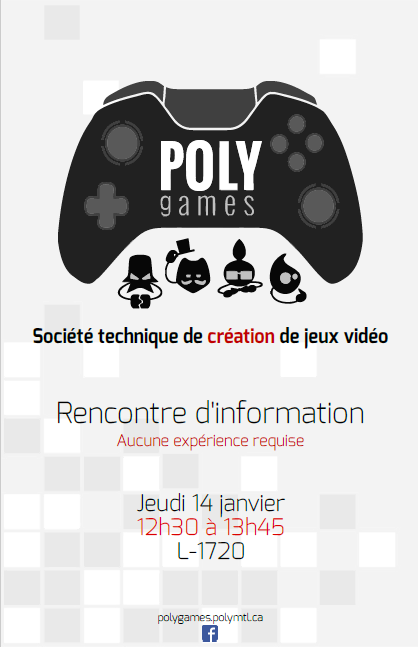 POLY
games
Société technique de création de jeux vidéo
Rencontre d'information
Aucune expérience requise
Jeudi 14 janvier
12h30 à 13h45
L-1720
polygames.polymtl.ca
f